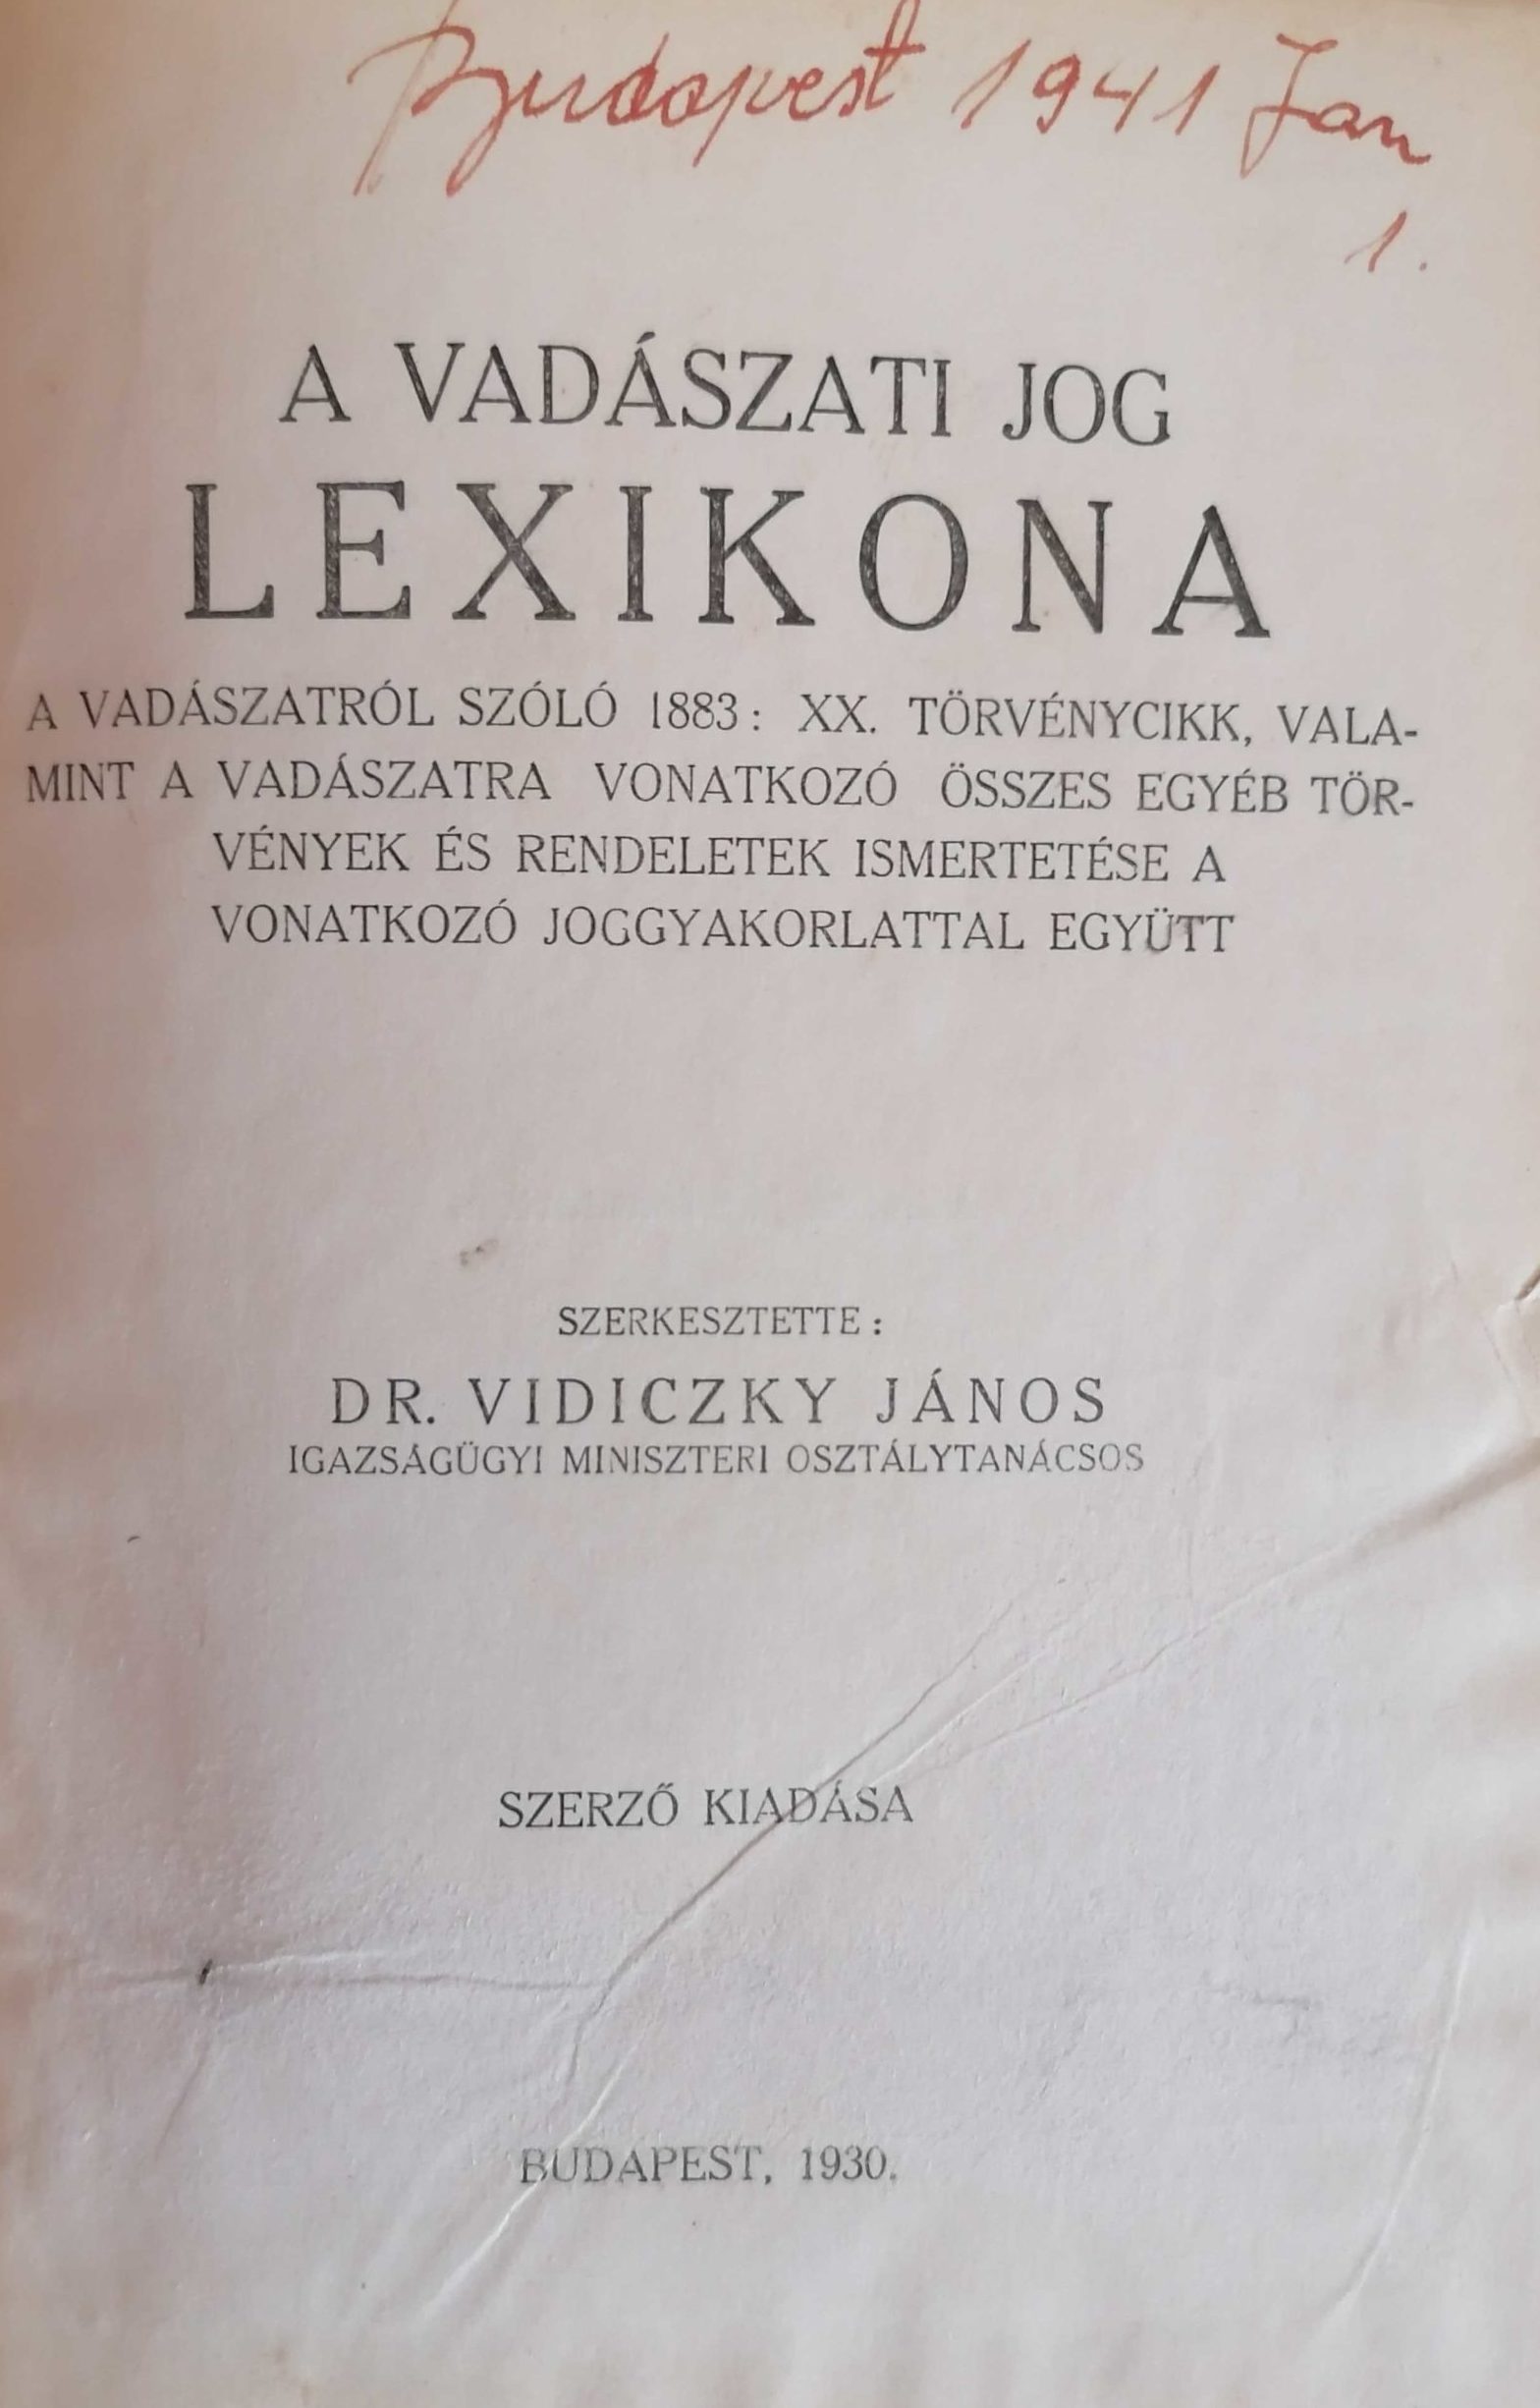 Budapest 1941 Jan
1.
A VADÁSZATI JOG
LEXIKONA
A VADÁSZATRÓL SZÓLÓ 1883: XX. TÖRVÉNYCIKK, VALA-
MINT A VADÁSZATRA VONATKOZÓ ÖSSZES EGYÉB TÖR-
VÉNYEK ÉS RENDELETEK ISMERTETÉSE A
VONATKOZÓ JOGGYAKORLATTAL EGYÜTT
SZERKESZTETTE:
DR. VIDICZKY JÁNOS
IGAZSÁGÜGYI MINISZTERI OSZTÁLYTANÁCSOS
SZERZŐ KIADÁSA
BUDAPEST, 1930.